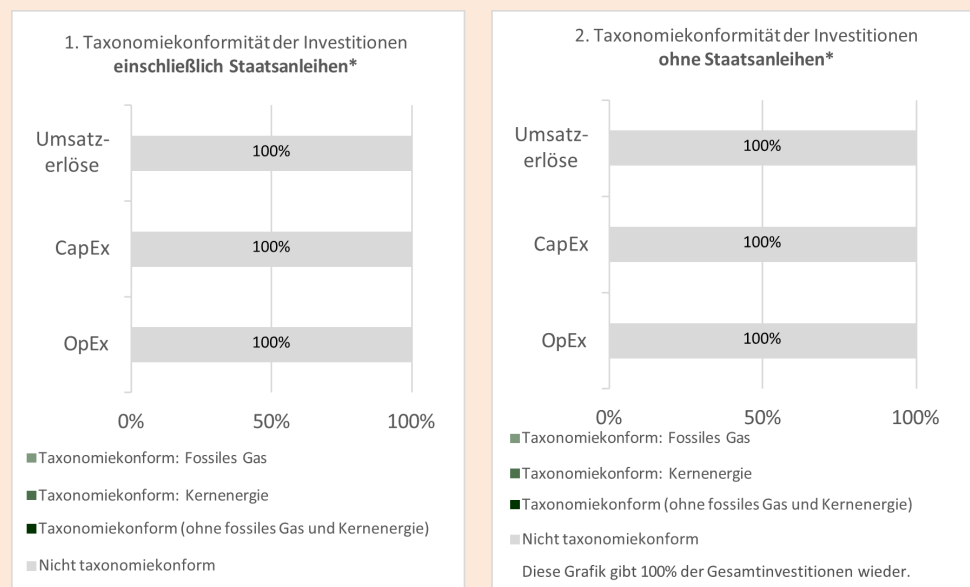 1. Taxonomiekonformität der Investitionen
einschließlich Staatsanleihen*
Umsatz-
erlöse
100%
CapEx
100%
OpEx
100%
0%
50%
100%
Taxonomiekonform: Fossiles Gas
Taxonomiekonform: Kernenergie
Taxonomiekonform (ohne fossiles Gas und Kernenergie)
Nicht taxonomiekonform
2. Taxonomiekonformität der Investitionen
ohne Staatsanleihen*
Umsatz-
erlöse
100%
CapEx
100%
OpEx
100%
0%
50%
100%
Taxonomiekonform: Fossiles Gas
Taxonomiekonform: Kernenergie
Taxonomiekonform (ohne fossiles Gas und Kernenergie)
Nicht taxonomiekonform
Diese Grafik gibt 100% der Gesamtinvestitionen wieder.